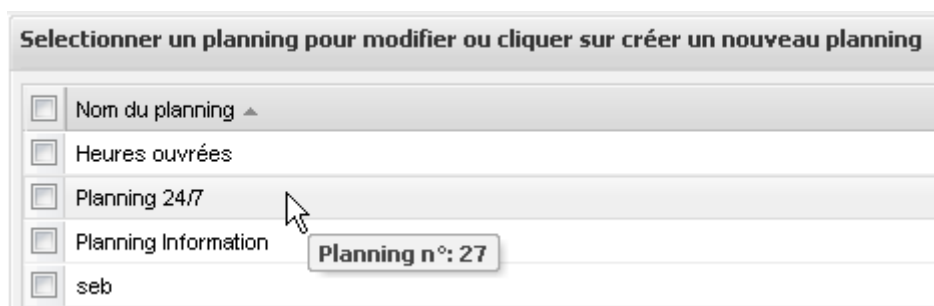 Selectionner un planning pour modifier ou cliquer sur créer un nouveau planning
Nom du planning
Heures ouvrées
Planning 24/7
Planning Information
Planning n°: 27
seb